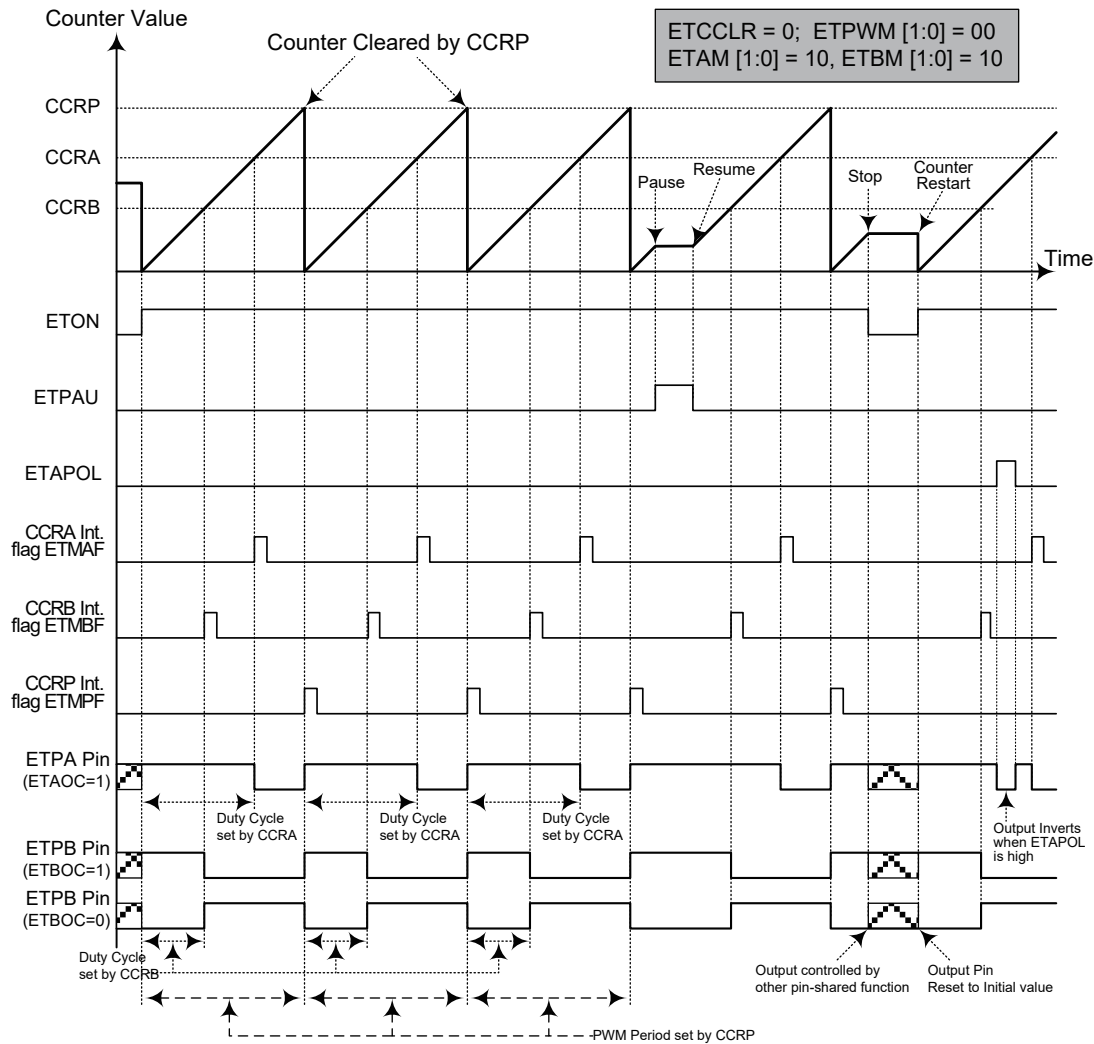 Counter Value
Counter Cleared by CCRP
ETCCLR = 0; ETPWM [1:0] = 00
ETAM [1:0] = 10, ETBM [1:0] = 10
CCRP
CCRA
CCRB
Pause
Resume
Stop
Counter
Restart
Time
ETON
ETPAU
ETAPOL
CCRA Int.
flag ETMAF
CCRB Int.
flag ETMBF
CCRP Int.
flag ETMPF
ETPA Pin
(ETAOC=1)
Duty Cycle
set by CCRA
Duty Cycle
set by CCRA
Duty Cycle
set by CCRA
Output Inverts
when ETAPOL
is high
ETPB Pin
(ETBOC=1)
ETPB Pin
(ETBOC=0)
Duty Cycle
set by CCRB
Output controlled by
other pin-shared function
Output Pin
Reset to Initial value
PWM Period set by CCRP